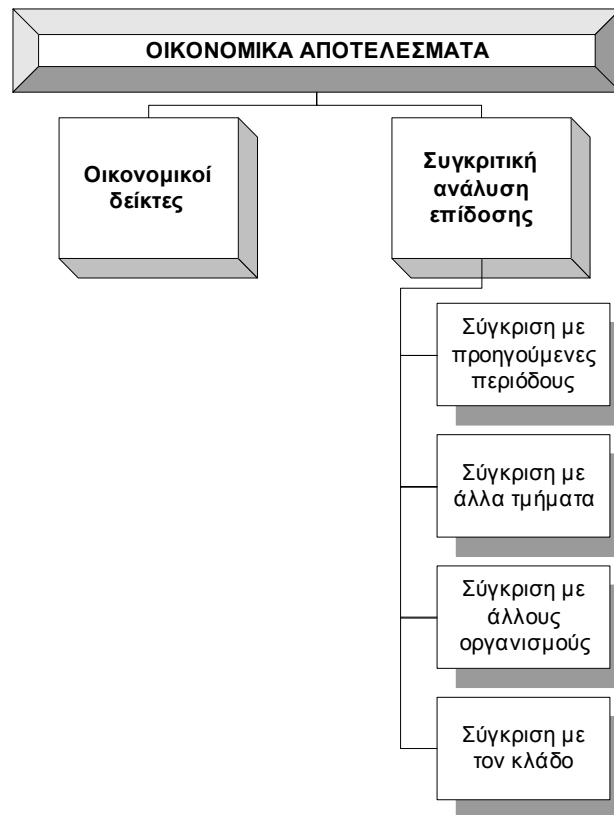 ΟΙΚΟΝΟΜΙΚΑ ΑΠΟΤΕΛΕΣΜΑΤΑ
Οικονομικοί
δείκτες
Συγκριτική
ανάλυση
επίδοσης
Σύγκριση με
προηγούμενες
περιόδους
Σύγκριση με
άλλα τμήματα
Σύγκριση με
άλλους
οργανισμούς
Σύγκριση με
τον κλάδο